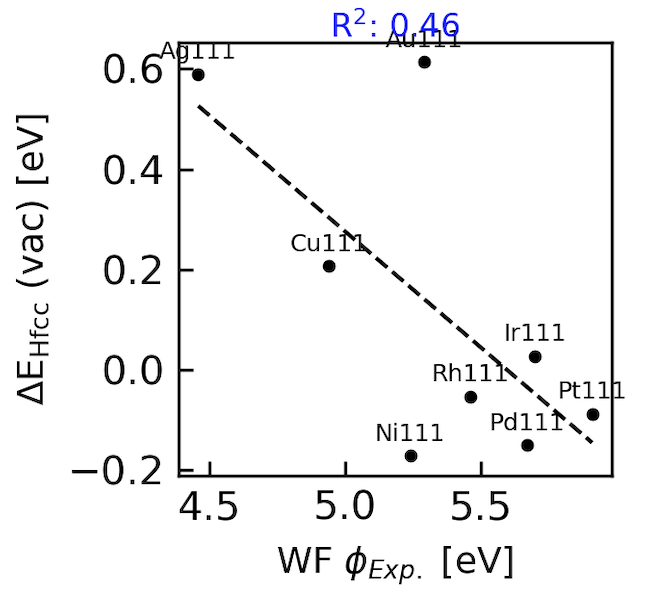 R²: 0.46
Ag111
Au111
0.6
0.4
Cu111
0.2
Ir111
0.0
Rh111
Pt111
Pd111
Ni111
−0.2
4.5 5.0 5.5
ΔE_Hfcc (vac) [eV]
WF ϕ_Exp. [eV]